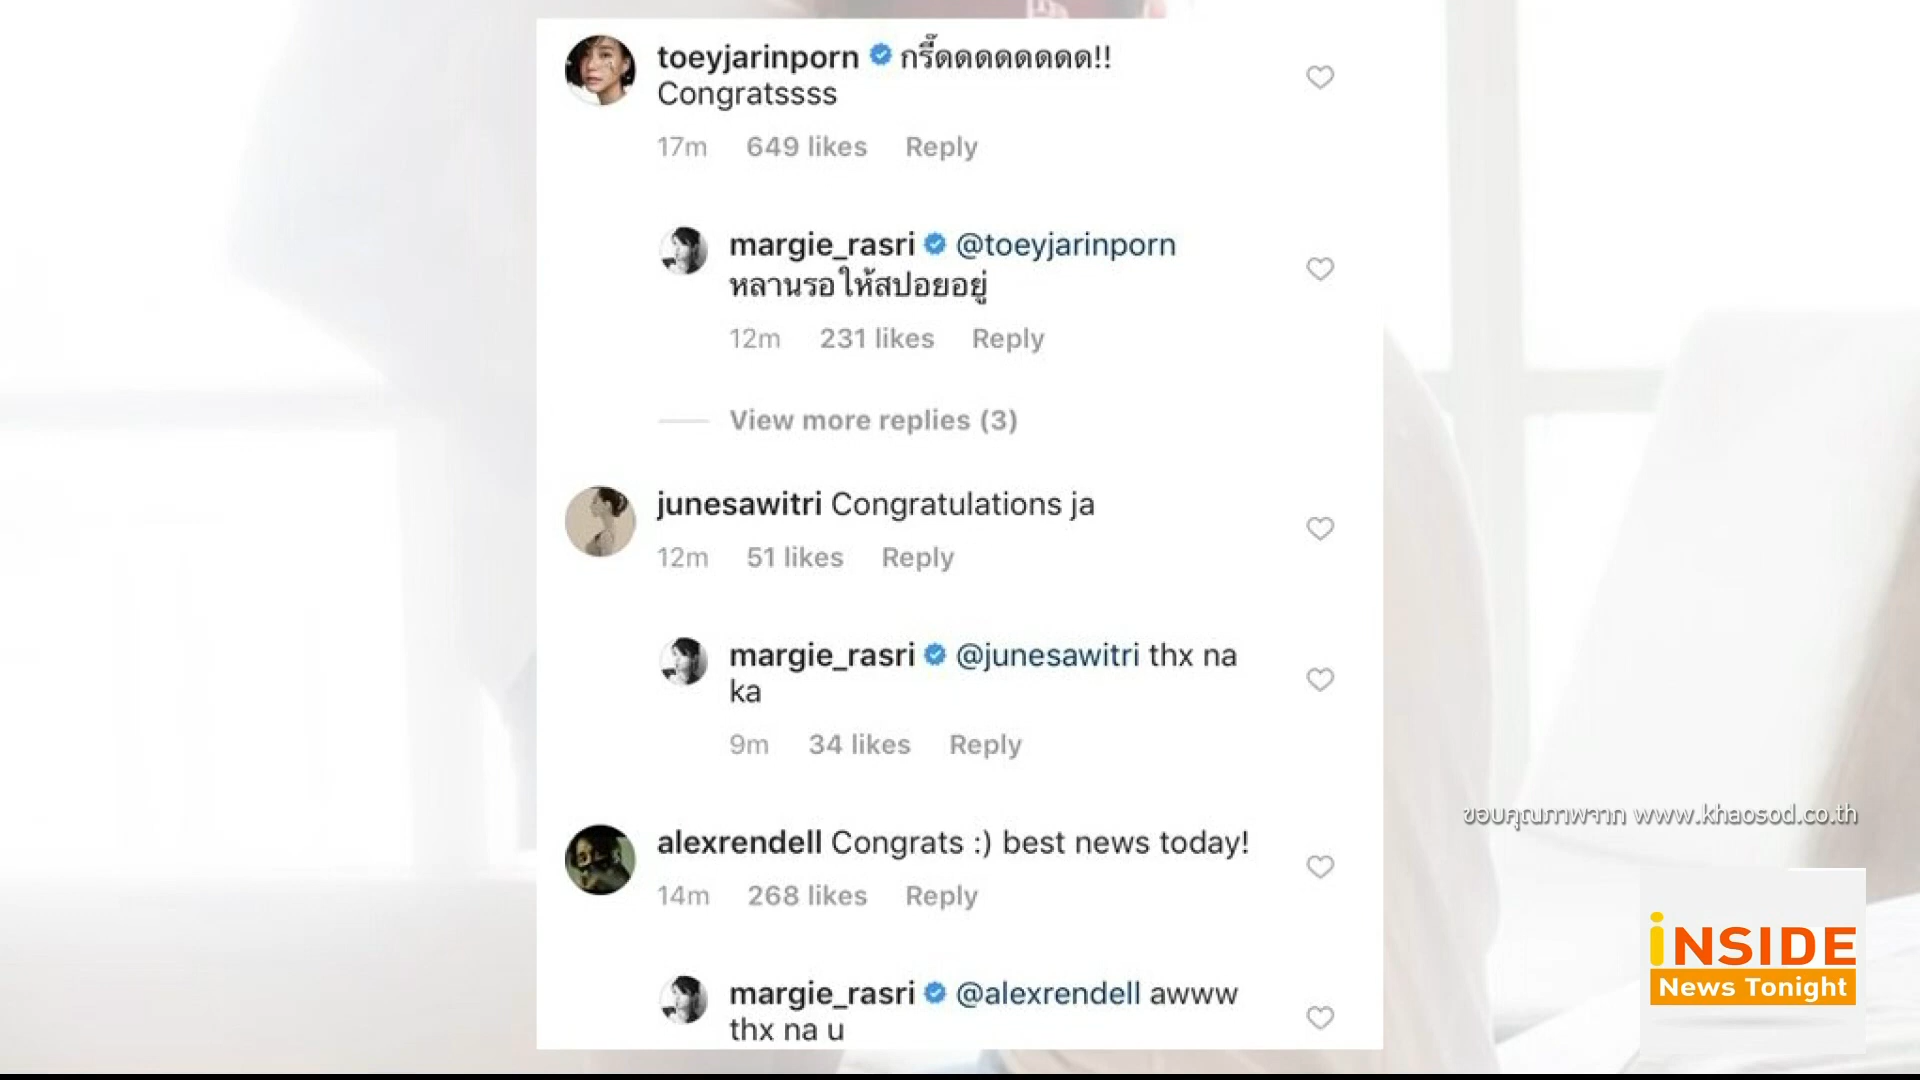 toeyjarinporn กรี๊ดดดดดดดดด!!
Congratssss
17m 649 likes Reply
margie_rasri @toeyjarinporn
หลานรอให้สปอยอยู่
12m 231 likes Reply
View more replies (3)
junesawitri Congratulations ja
12m 51 likes Reply
margie_rasri @junesawitri thx na
ka
9m 34 likes Reply
alexrendell Congrats :) best news today!
14m 268 likes Reply
margie_rasri @alexrendell awww
thx na u
ขอบคุณภาพจาก www.khaosod.co.th
iNSIDE
News Tonight